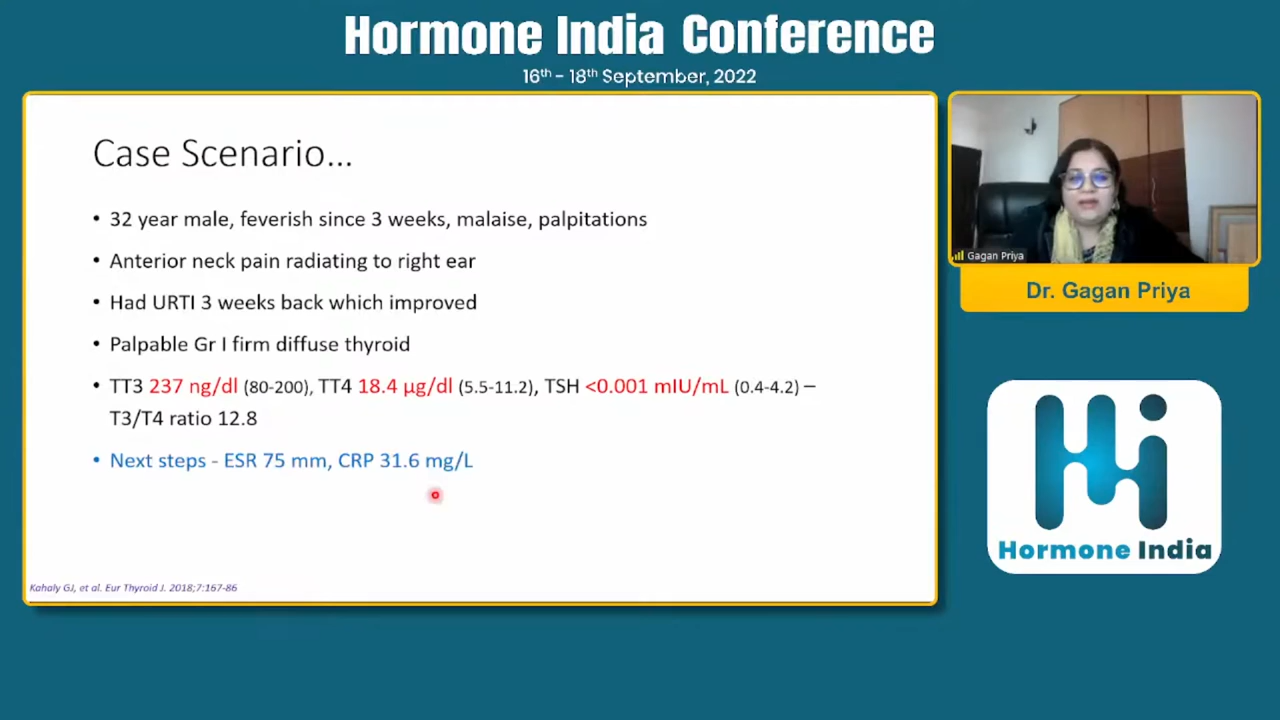 Hormone India Conference
16th - 18th September, 2022
Case Scenario...
• 32 year male, feverish since 3 weeks, malaise, palpitations
• Anterior neck pain radiating to right ear
• Had URTI 3 weeks back which improved
• Palpable Gr I firm diffuse thyroid
• TT3 237 ng/dl (80-200), TT4 18.4 µg/dl (5.5-11.2), TSH <0.001 mIU/mL (0.4-4.2) –
T3/T4 ratio 12.8
• Next steps - ESR 75 mm, CRP 31.6 mg/L
Kahaly GJ, et al. Eur Thyroid J. 2018;7:167-86
Gagan Priya
Dr. Gagan Priya
Hormone India